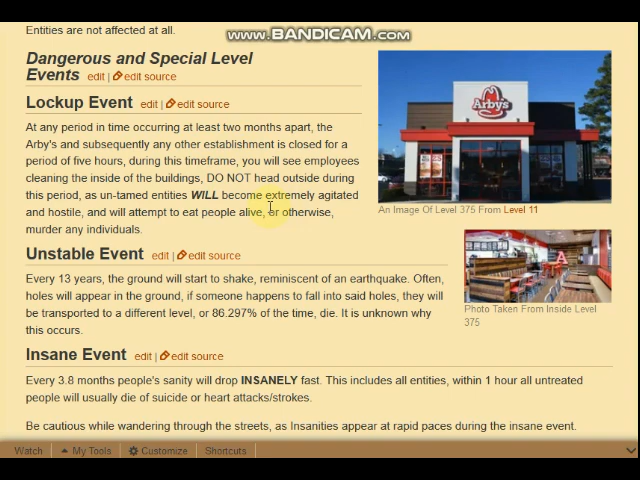 Entities are not affected at all.
www.BANDICAM.com
Dangerous and Special Level
Events edit | edit source
Lockup Event edit | edit source
At any period in time occurring at least two months apart, the
Arby's and subsequently any other establishment is closed for a
period of five hours, during this timeframe, you will see employees
cleaning the inside of the buildings, DO NOT head outside during
this period, as un-tamed entities WILL become extremely agitated
and hostile, and will attempt to eat people alive, or otherwise,
murder any individuals.
Arby's
An Image Of Level 375 From Level 11
Unstable Event edit | edit source
Every 13 years, the ground will start to shake, reminiscent of an earthquake. Often,
holes will appear in the ground, if someone happens to fall into said holes, they will
be transported to a different level, or 86.297% of the time, die. It is unknown why
this occurs.
A
Photo Taken From Inside Level
375
Insane Event edit | edit source
Every 3.8 months people's sanity will drop INSANELY fast. This includes all entities, within 1 hour all untreated
people will usually die of suicide or heart attacks/strokes.
Be cautious while wandering through the streets, as Insanities appear at rapid paces during the insane event.
Watch My Tools Customize Shortcuts